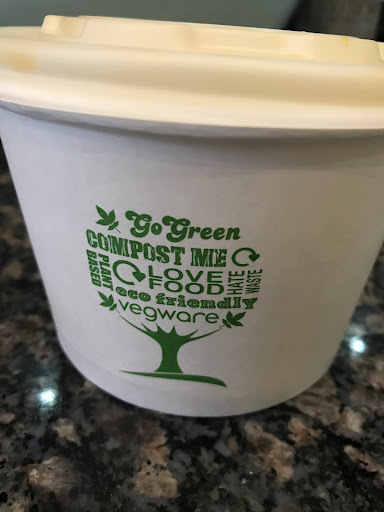 Go Green
COMPOST ME
PLANT
BASED
LOVE
FOOD
HATE
WASTE
eco friendly
vegware